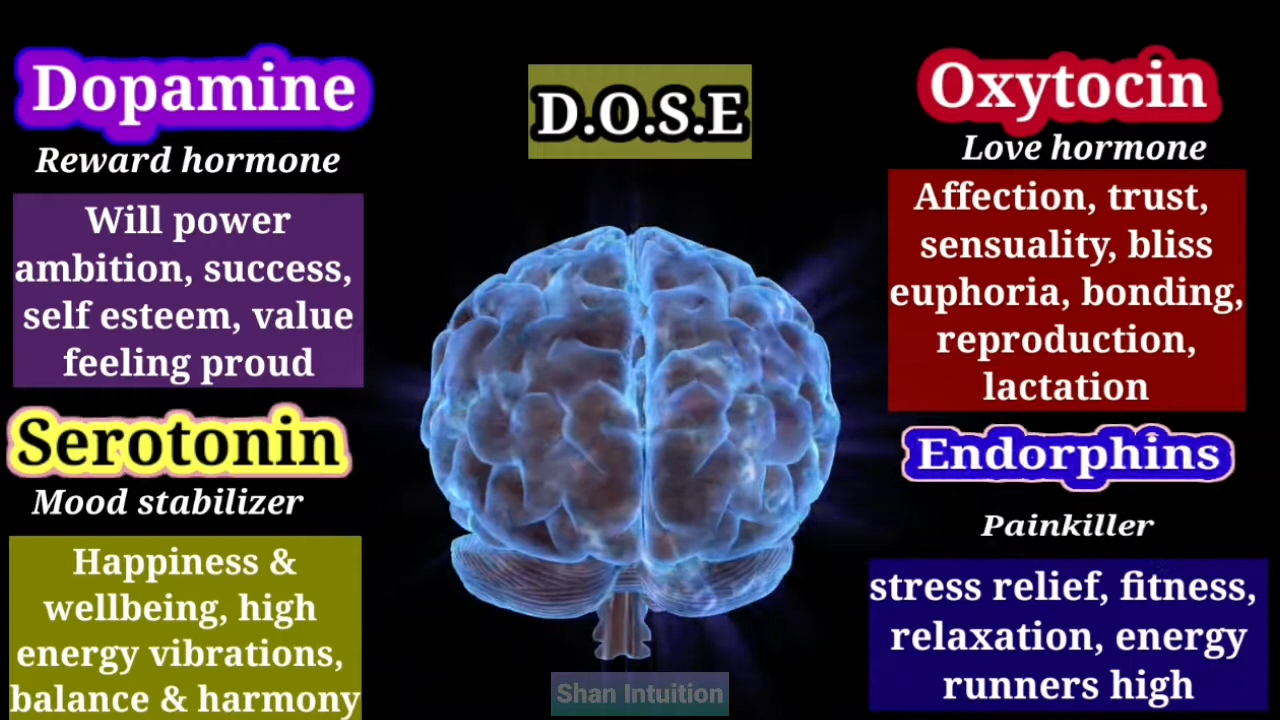 Dopamine
Reward hormone
Will power
ambition, success,
self esteem, value
feeling proud
Serotonin
Mood stabilizer
Happiness &
wellbeing, high
energy vibrations,
balance & harmony
D.O.S.E
Shan Intuition
Oxytocin
Love hormone
Affection, trust,
sensuality, bliss
euphoria, bonding,
reproduction,
lactation
Endorphins
Painkiller
stress relief, fitness,
relaxation, energy
runners high